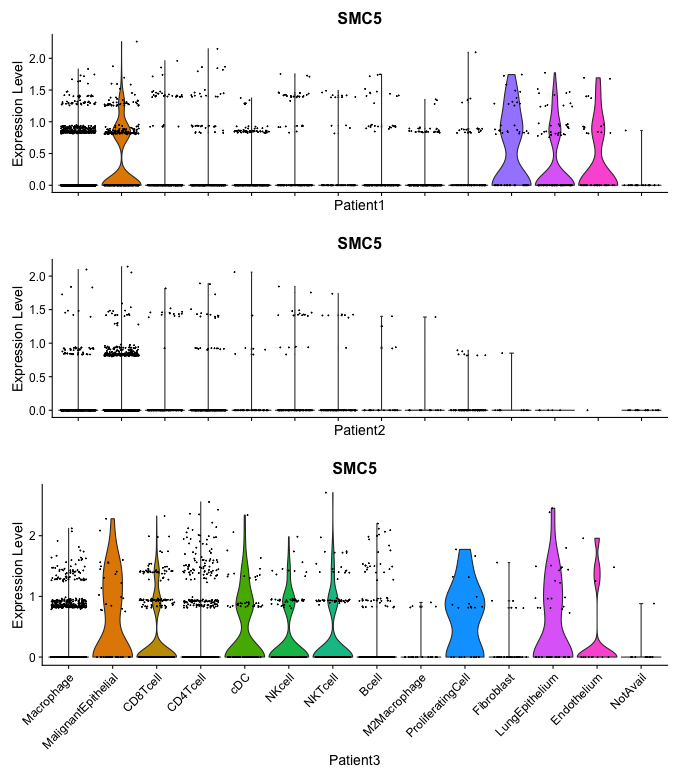 SMC5
Expression Level
2.0
1.5
1.0
0.5
0.0
Patient1
SMC5
Expression Level
2.0
1.5
1.0
0.5
0.0
Patient2
SMC5
Expression Level
2
1
0
Macrophage
MalignantEpithelial
CD8Tcell
CD4Tcell
cDC
NKcell
NKTcell
Bcell
M2Macrophage
ProliferatingCell
Fibroblast
LungEpithelium
Endothelium
NotAvail
Patient3